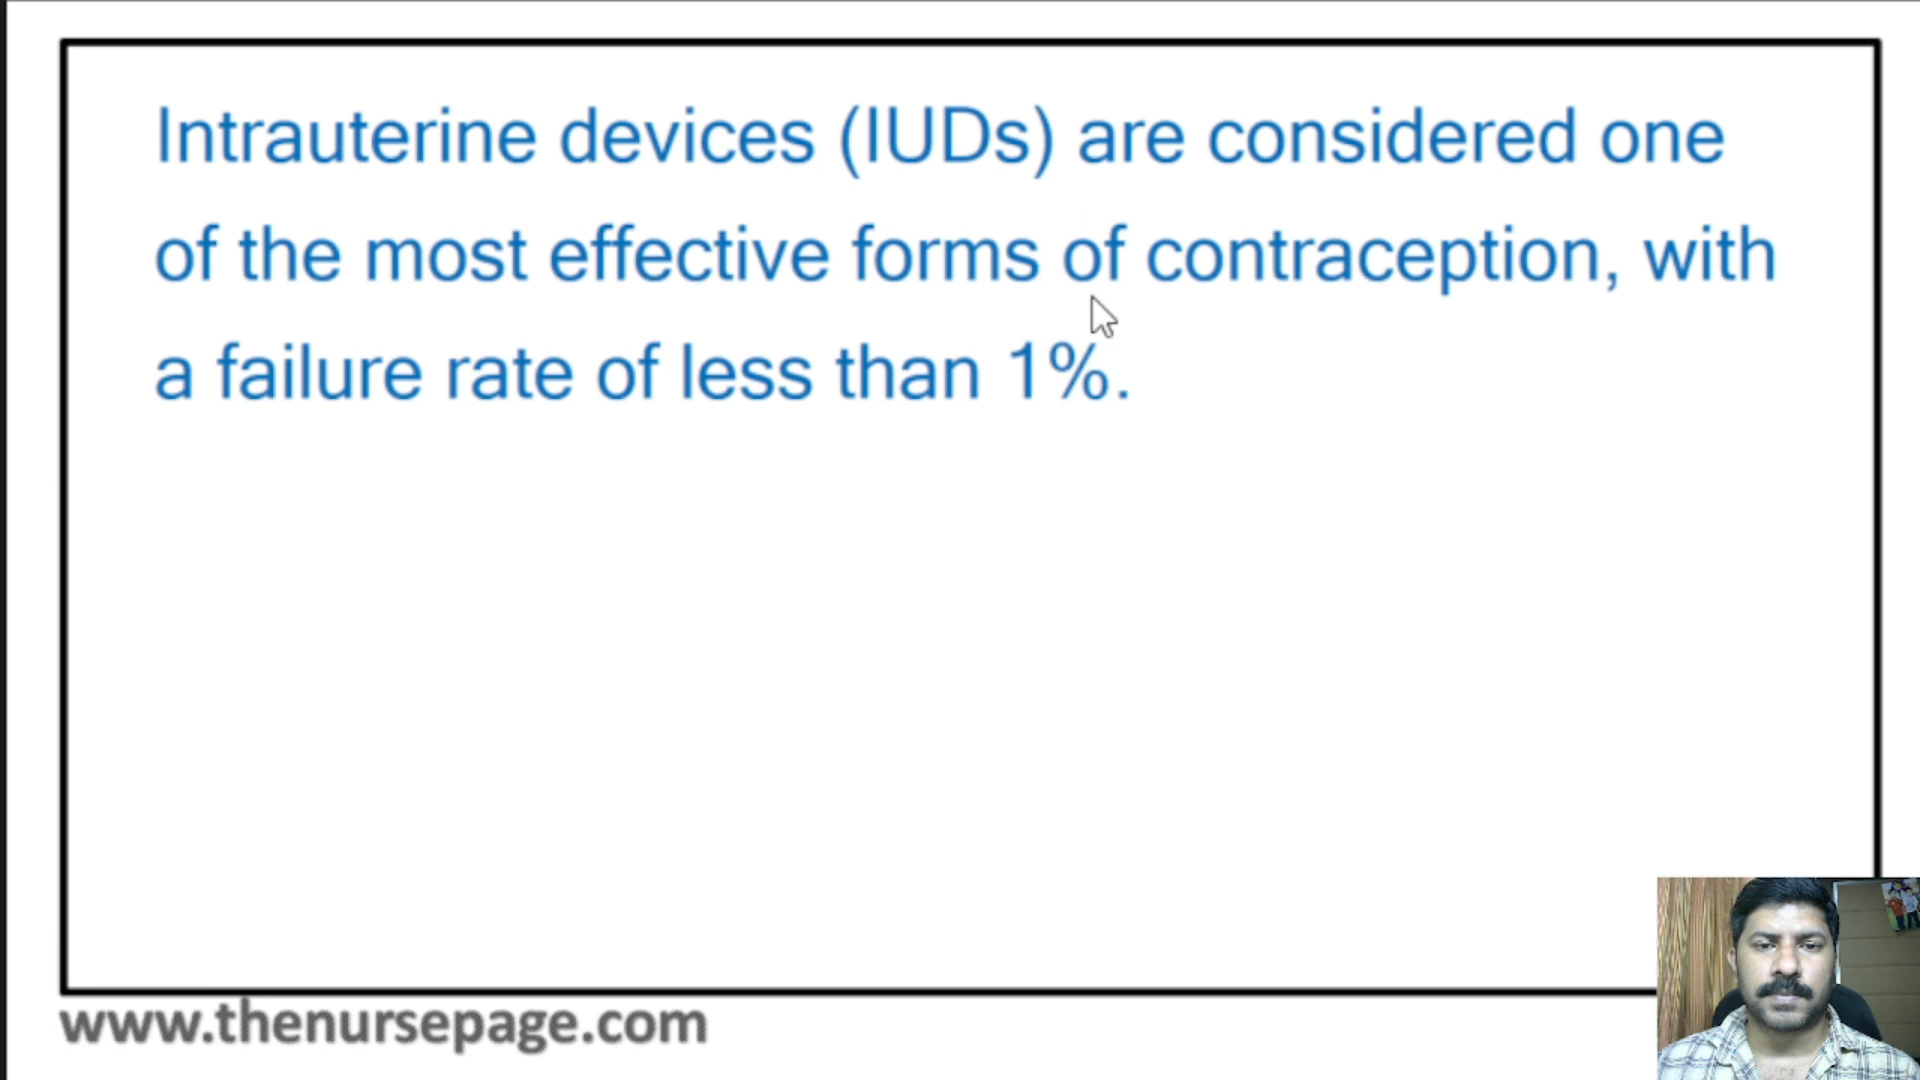 Intrauterine devices (IUDs) are considered one
of the most effective forms of contraception, with
a failure rate of less than 1%.
www.thenursepage.com